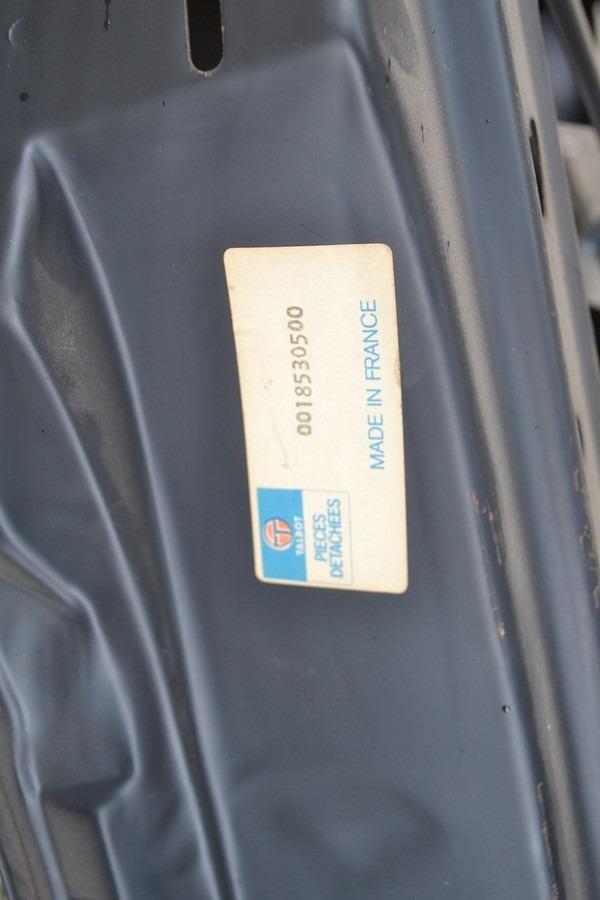 0018530500
MADE IN FRANCE
TALBOT
PIECES
DETACHEES